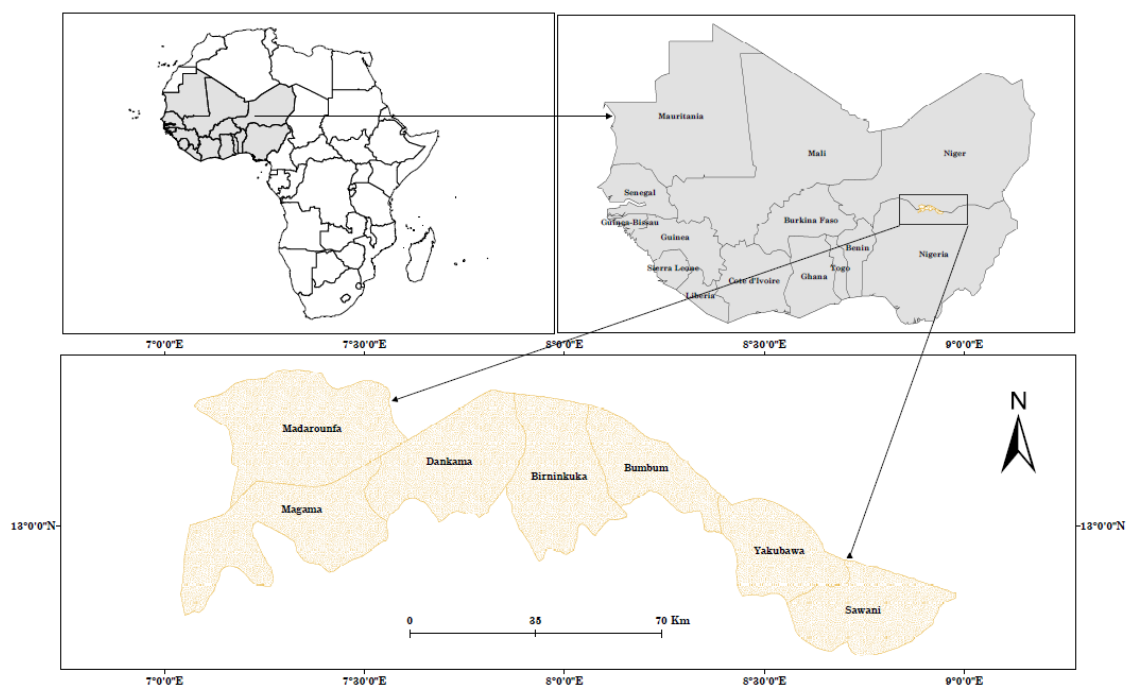 Mauritania
Mali
Niger
Senegal
Burkina Faso
Guinea-Bissau
Guinea
Benin
Nigeria
Sierra Leone
Cote d'Ivoire
Ghana
Togo
Liberia
7°0'0"E 7°30'0"E 8°0'0"E 8°30'0"E 9°0'0"E
N
Madarounfa
Dankama
Bumbum
Birninkuka
Magama
13°0'0"N 13°0'0"N
Yakubawa
Sawani
0 35 70 Km
7°0'0"E 7°30'0"E 8°0'0"E 8°30'0"E 9°0'0"E